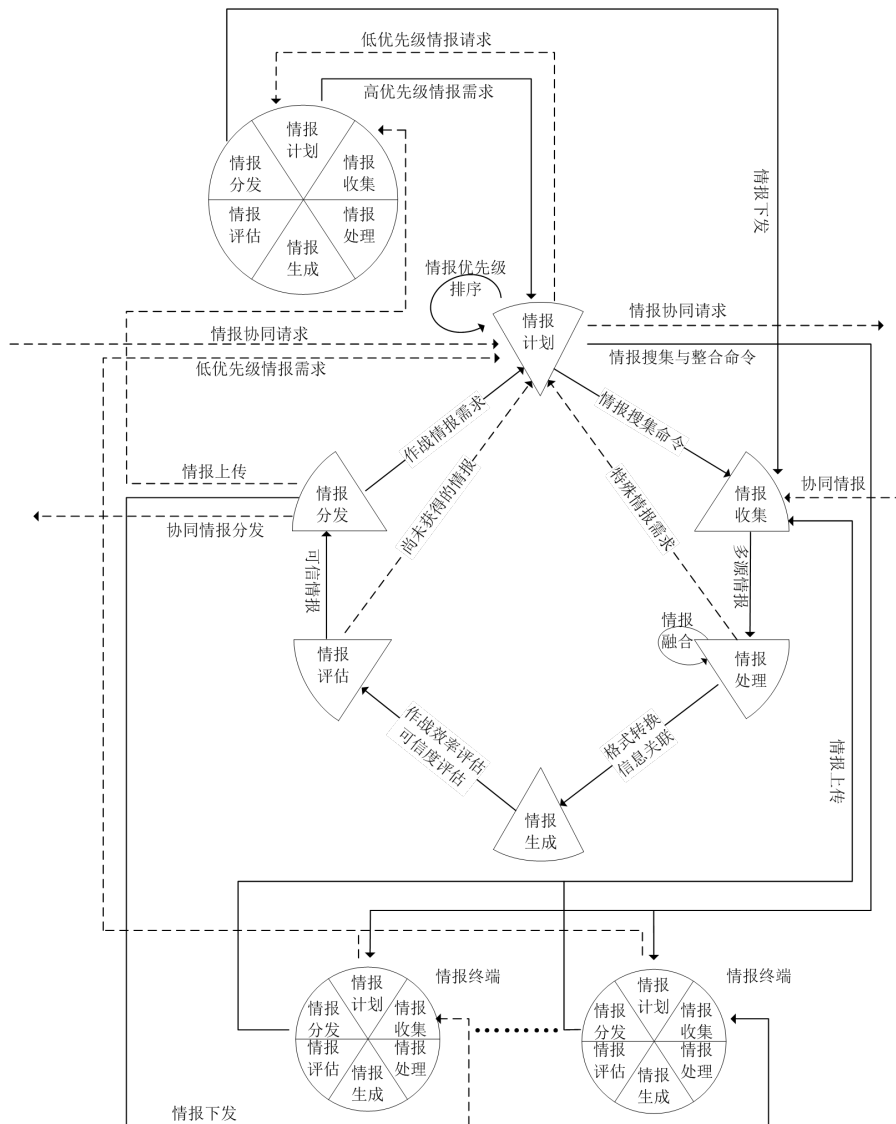 低优先级情报请求
高优先级情报需求
情报
计划
情报
分发
情报
收集
情报
评估
情报
处理
情报
生成
情报下发
情报优先级
排序
情报
计划
情报协同请求
低优先级情报需求
情报协同请求
情报搜集与整合命令
作战情报需求
情报搜集命令
尚未获得的情报
特殊情报需求
情报上传
情报
分发
协同情报分发
情报
收集
协同情报
可信情报
多源情报
情报
评估
情报
融合
情报
处理
作战效率评估
可信度评估
格式转换
信息关联
情报
生成
情报上传
情报终端
情报
计划
情报
分发
情报
收集
情报
评估
情报
处理
情报
生成
情报终端
情报
计划
情报
分发
情报
收集
情报
评估
情报
处理
情报
生成
情报下发